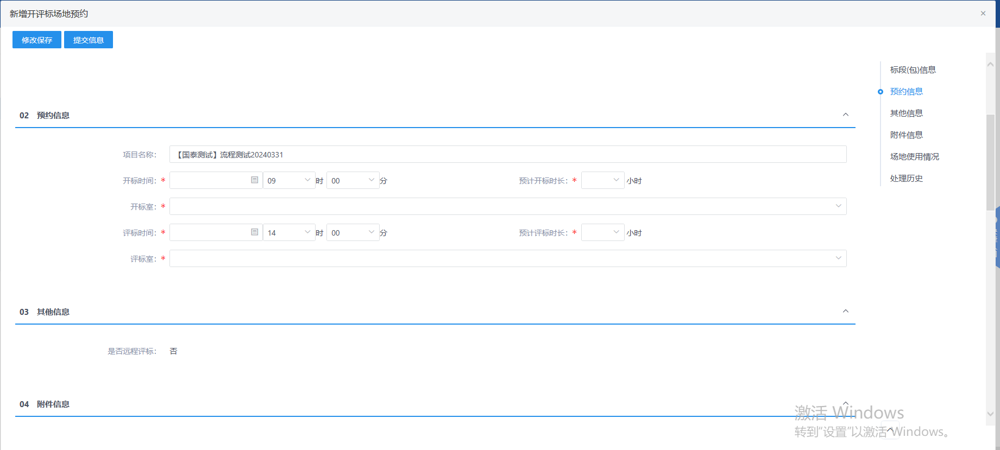 新增开评标场地预约
×
修改保存 提交信息
标段(包)信息
预约信息
其他信息
附件信息
场地使用情况
处理历史
02 预约信息
项目名称： 【国泰测试】流程测试20240331
开标时间：* 09 时 00 分 预计开标时长：* 小时
开标室：*
评标时间：* 14 时 00 分 预计评标时长：* 小时
评标室：*
03 其他信息
是否远程评标： 否
04 附件信息
激活 Windows
转到“设置”以激活 Windows。